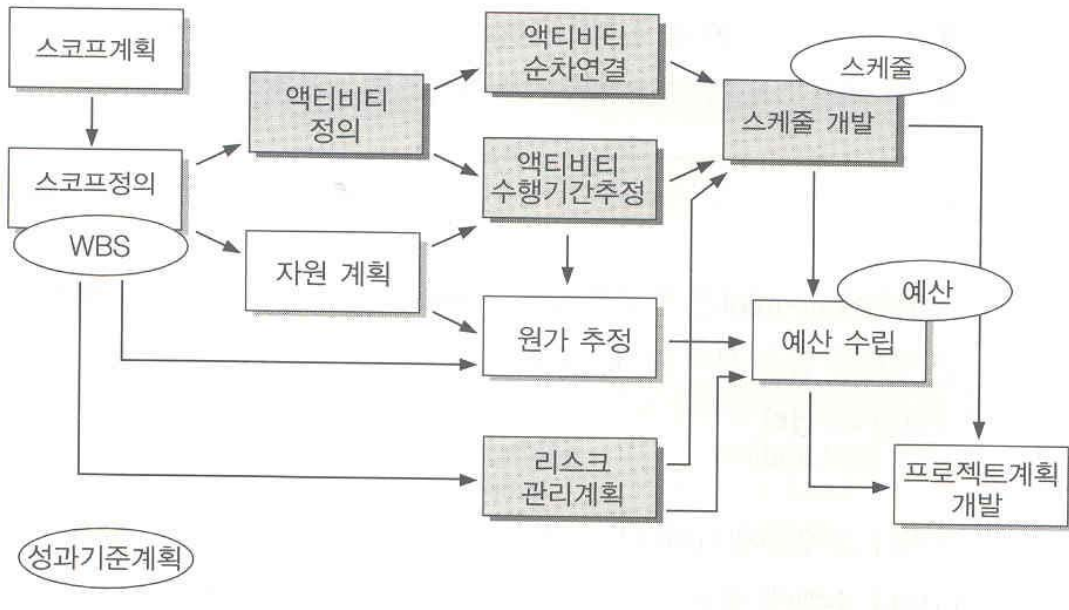 스코프계획
액티비티
순차연결
스케줄
액티비티
정의
스케줄 개발
스코프정의
액티비티
수행기간추정
WBS
자원 계획
예산
원가 추정
예산 수립
리스크
관리계획
프로젝트계획
개발
성과기준계획